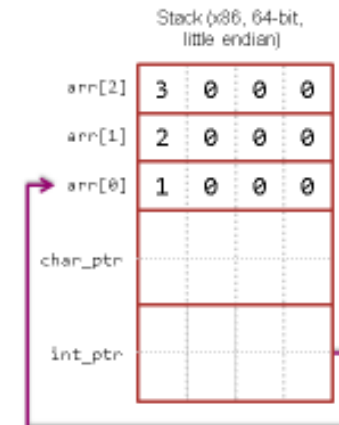 Stack (x86, 64-bit,
little endian)
arr[2] 3 0 0 0
arr[1] 2 0 0 0
arr[0] 1 0 0 0
char_ptr
int_ptr